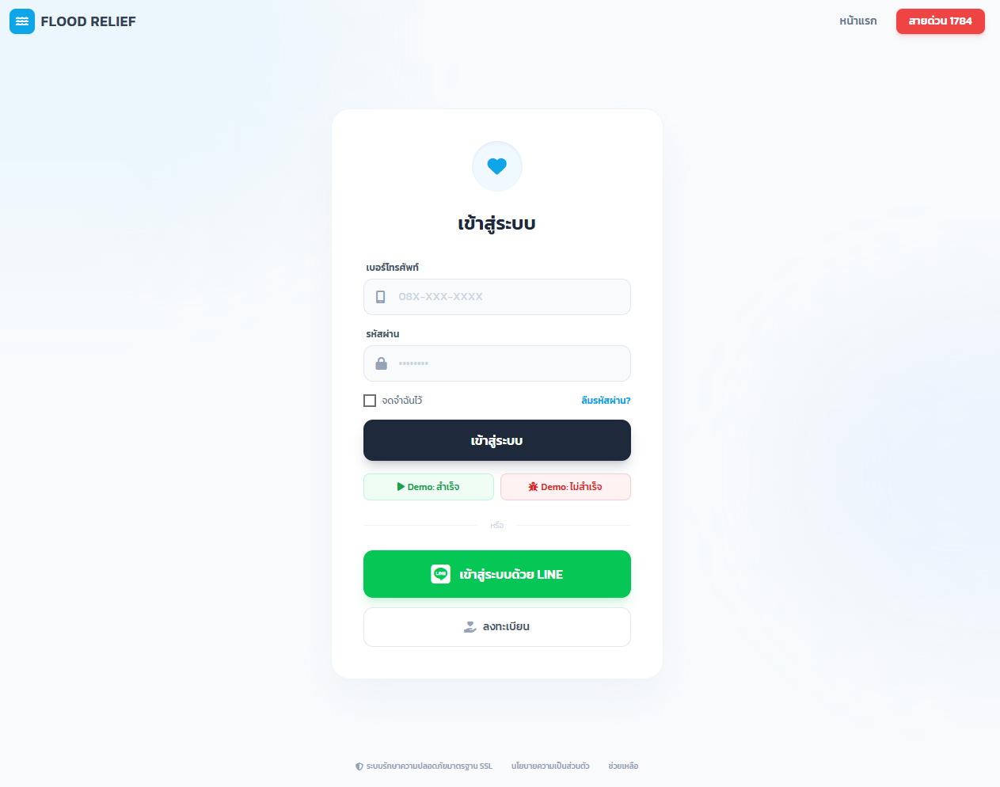 FLOOD RELIEF
หน้าแรก
สายด่วน 1784
เข้าสู่ระบบ
เบอร์โทรศัพท์
08X-XXX-XXXX
รหัสผ่าน
••••••••
จดจำฉันไว้
ลืมรหัสผ่าน?
เข้าสู่ระบบ
Demo: สำเร็จ
Demo: ไม่สำเร็จ
หรือ
LINE
เข้าสู่ระบบด้วย LINE
ลงทะเบียน
ระบบรักษาความปลอดภัยมาตรฐาน SSL
นโยบายความเป็นส่วนตัว
ช่วยเหลือ